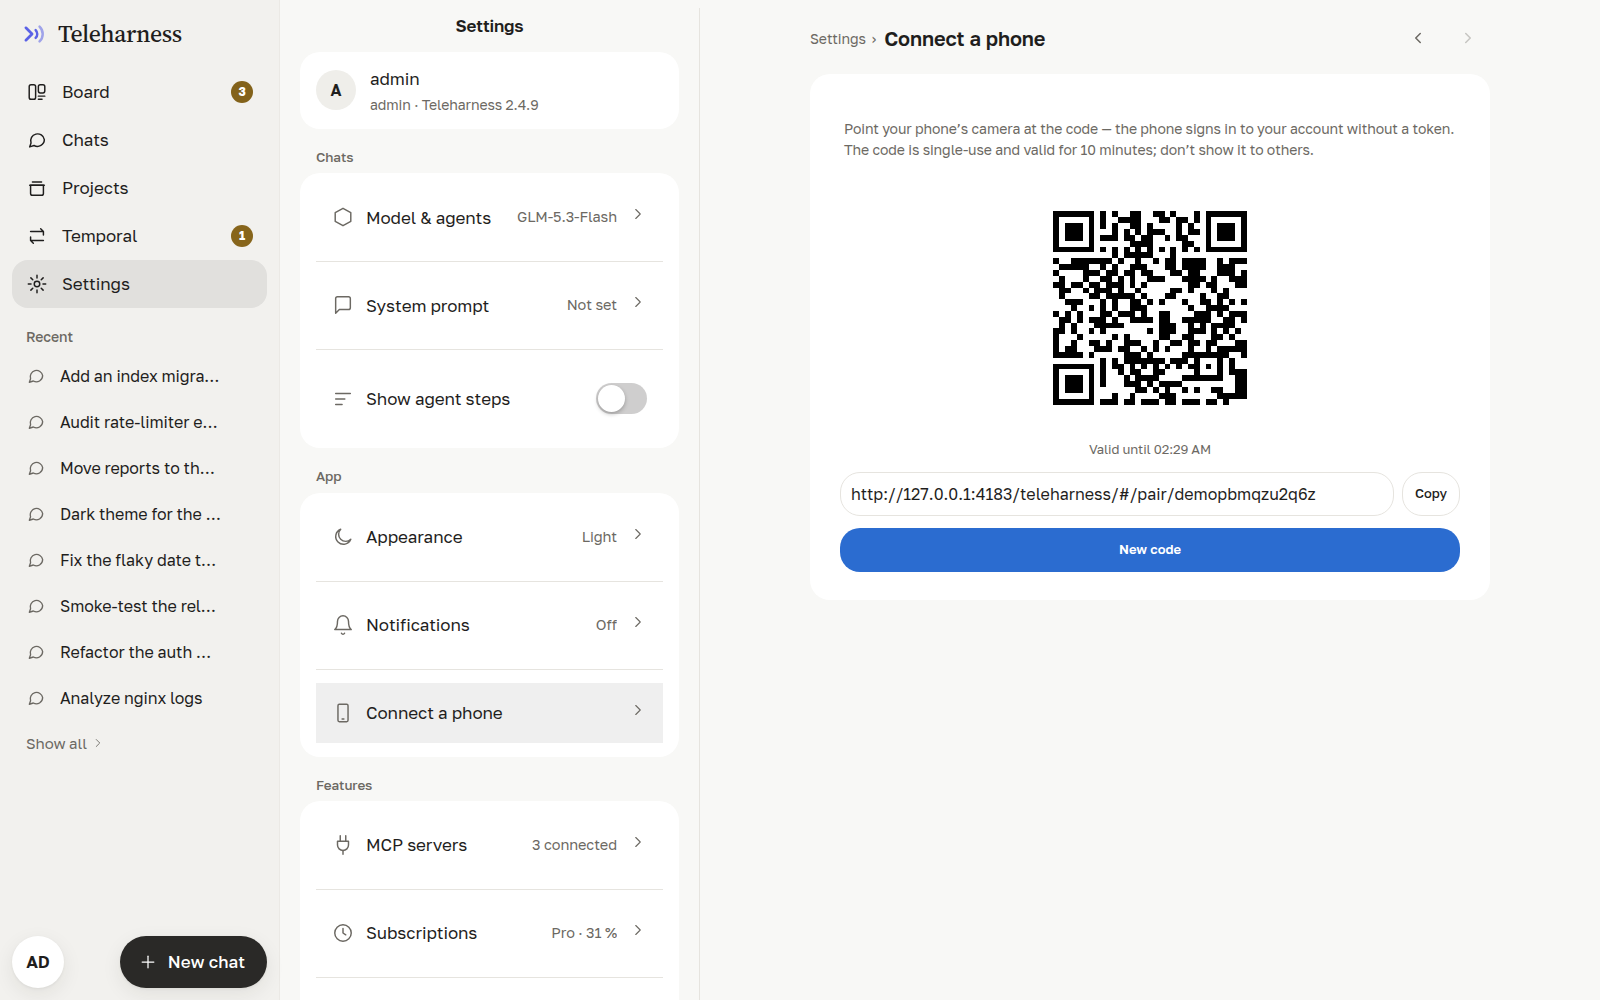 Teleharness
Board 3
Chats
Projects
Temporal 1
Settings
Recent
Add an index migra...
Audit rate-limiter e...
Move reports to th...
Dark theme for the ...
Fix the flaky date t...
Smoke-test the rel...
Refactor the auth ...
Analyze nginx logs
Show all
AD
New chat
Settings
A
admin
admin · Teleharness 2.4.9
Chats
Model & agents GLM-5.3-Flash
System prompt Not set
Show agent steps
App
Appearance Light
Notifications Off
Connect a phone
Features
MCP servers 3 connected
Subscriptions Pro · 31 %
Settings › Connect a phone
Point your phone’s camera at the code — the phone signs in to your account without a token.
The code is single-use and valid for 10 minutes; don’t show it to others.
Valid until 02:29 AM
http://127.0.0.1:4183/teleharness/#/pair/demopbmqzu2q6z
Copy
New code